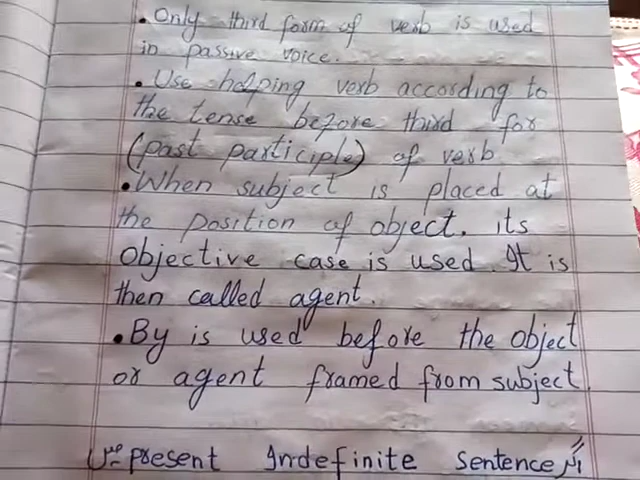 • Only third form of verb is used
in passive voice.
• Use helping verb according to
the tense before third for
(past participle) of verb
• When subject is placed at
the position of object. its
objective case is used. It is
then called agent.
• By is used before the object
or agent framed from subject.
اگر present Indefinite sentence میں